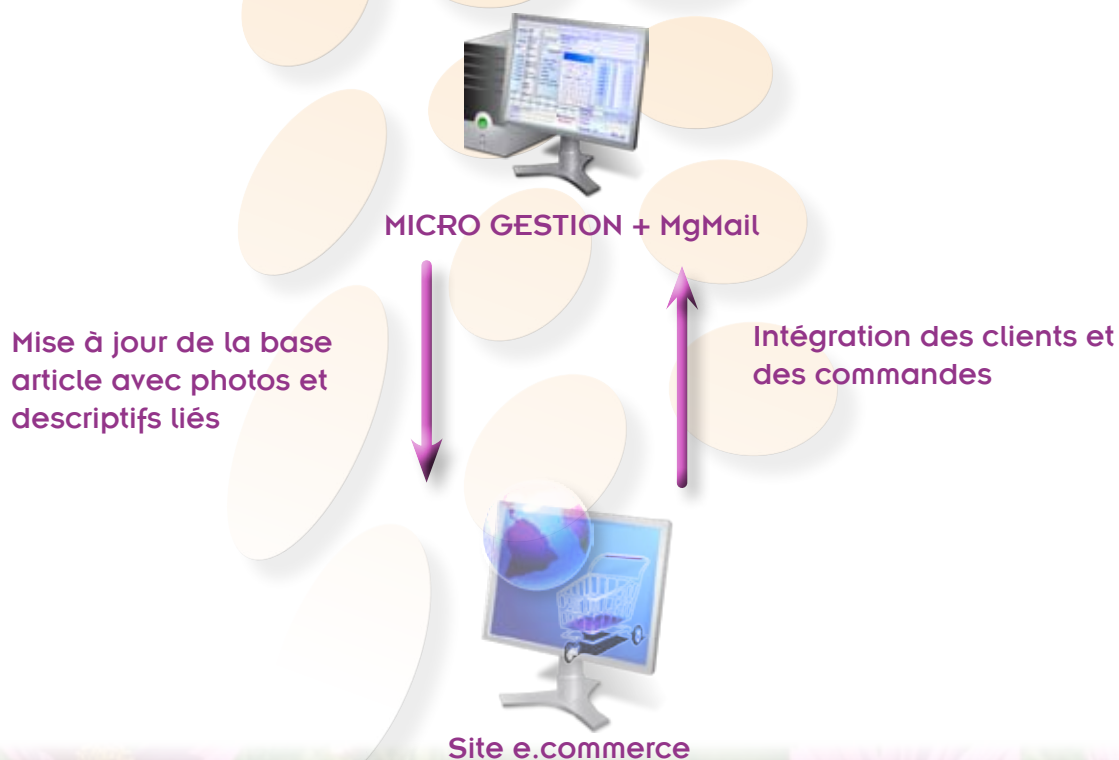 MICRO GESTION + MgMail
Mise à jour de la base
article avec photos et
descriptifs liés
Intégration des clients et
des commandes
Site e.commerce